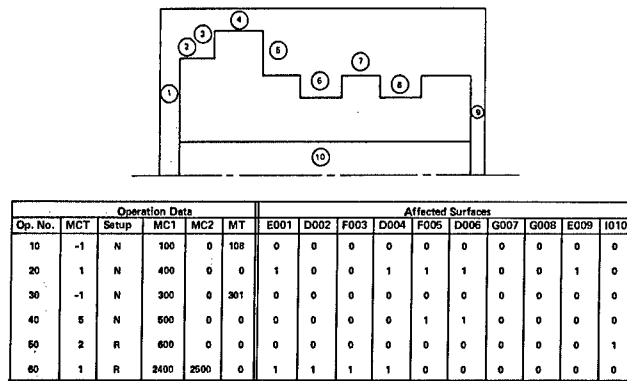 4
3
2
5
7
6
8
1
9
10
Operation Data Affected Surfaces
Op. No. MCT Setup MC1 MC2 MT E001 D002 F003 D004 F005 D006 G007 G008 E009 I010
10 -1 N 100 0 108 0 0 0 0 0 0 0 0 0 0
20 1 N 400 0 0 1 0 0 1 1 1 0 0 1 0
30 -1 N 300 0 301 0 0 0 0 0 0 0 0 0 0
40 5 N 500 0 0 0 0 0 0 1 1 0 0 0 0
50 2 R 600 0 0 0 0 0 0 0 0 0 0 0 1
60 1 R 2400 2500 0 1 1 1 1 0 0 0 0 0 0